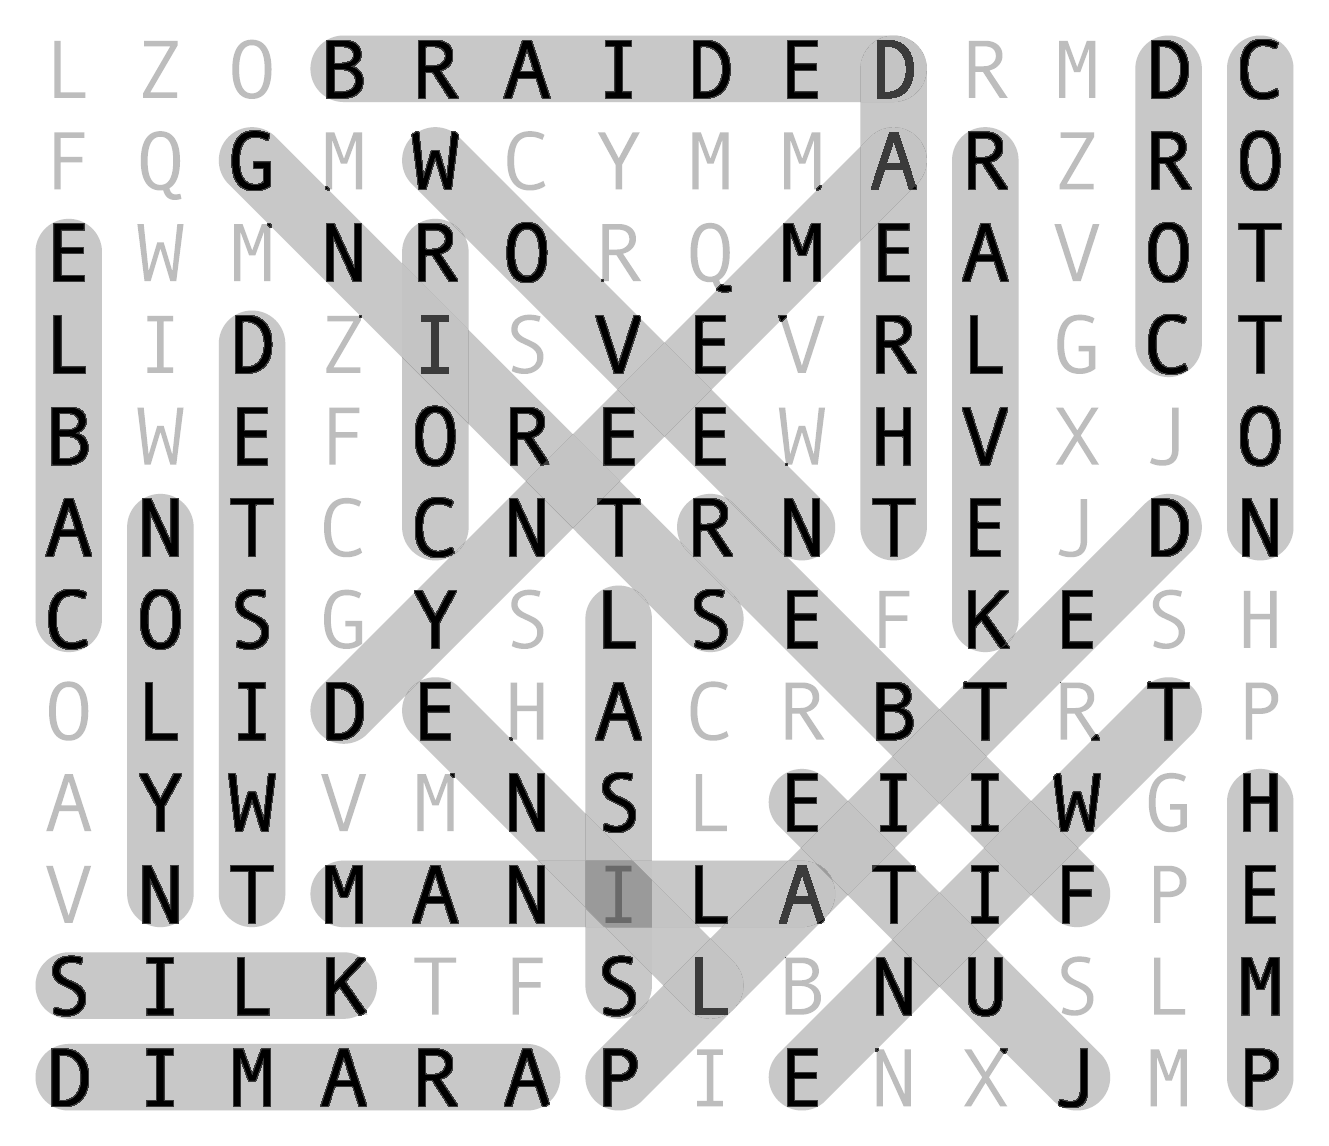 L Z O B R A I D E D R M D C
F Q G M W C Y M M A R Z R O
E W M N R O R Q M E A V O T
L I D Z I S V E V R L G C T
B W E F O R E E W H V X J O
A N T C C N T R N T E J D N
C O S G Y S L S E F K E S H
O L I D E H A C R B T R T P
A Y W V M N S L E I I W G H
V N T M A N I L A T I F P E
S I L K T F S L B N U S L M
D I M A R A P I E N X J M P